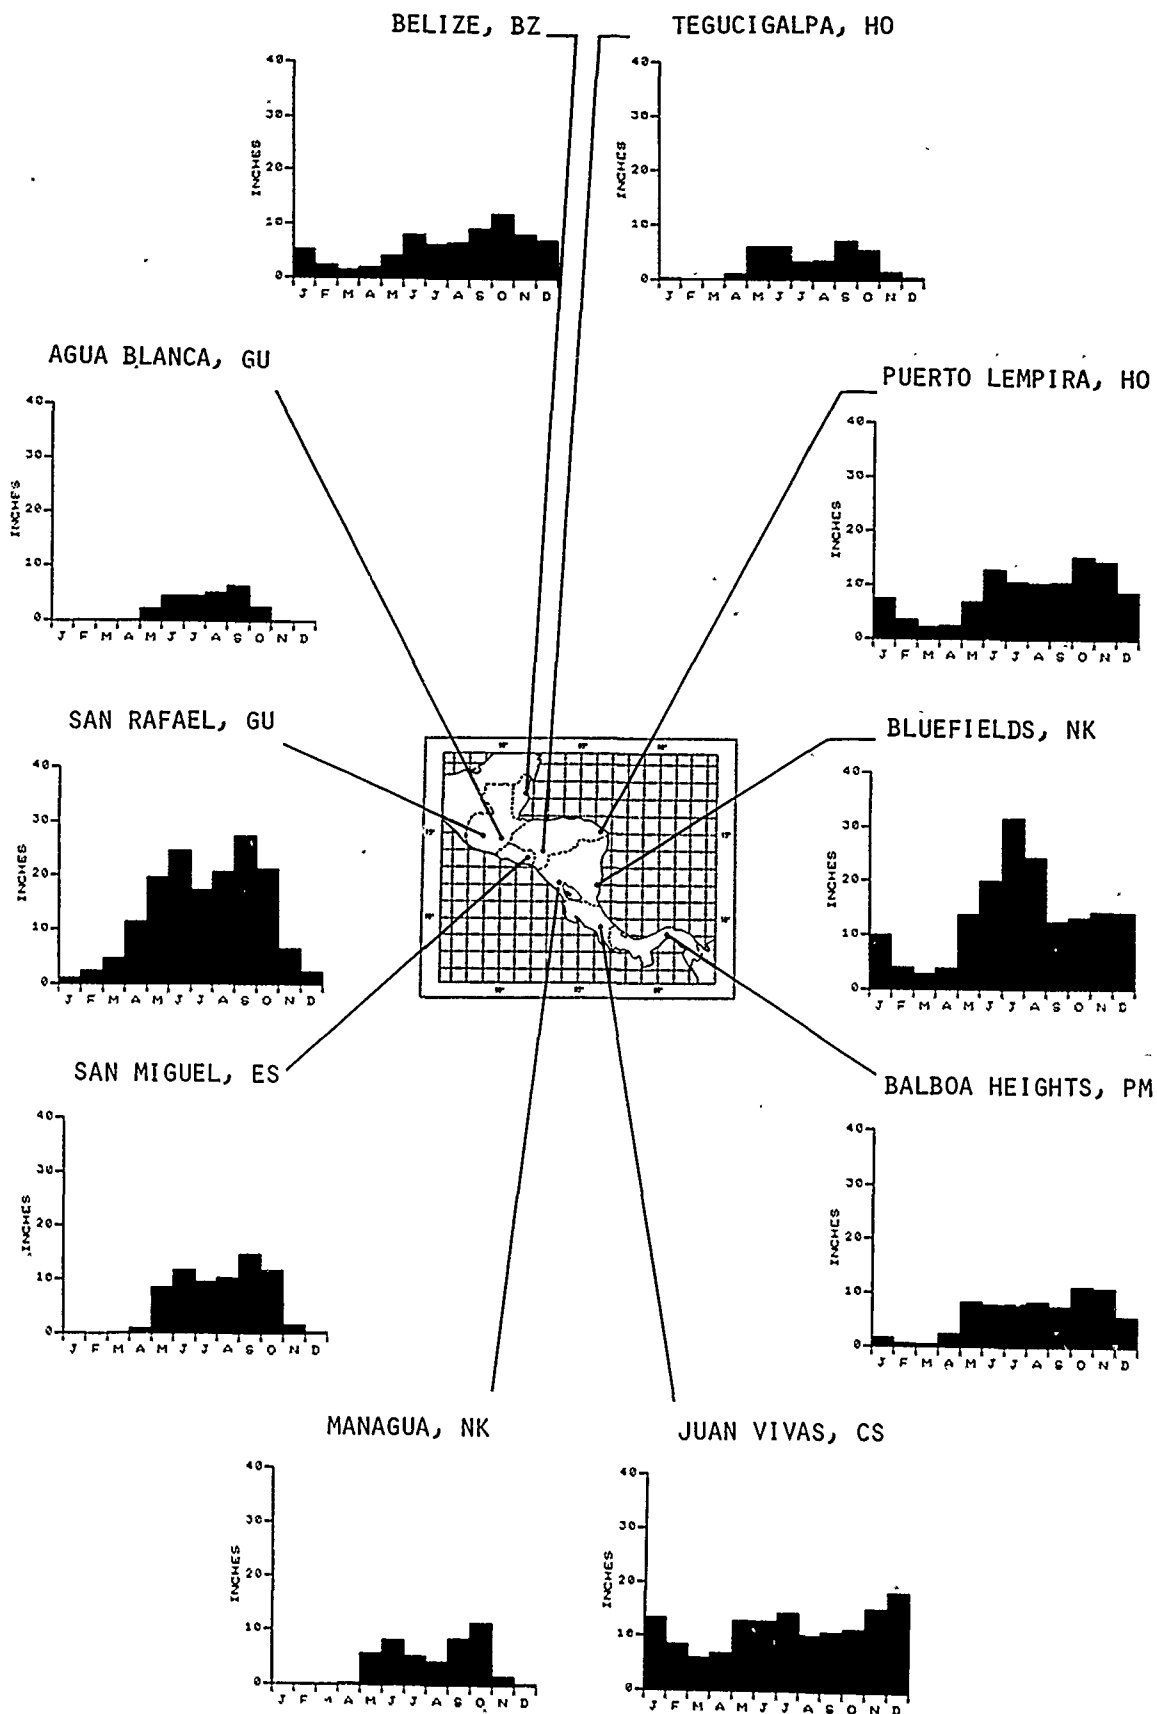 BELIZE, BZ
TEGUCIGALPA, HO
40
30
20
10
0
INCHES
J F M A M J J A S O N D
40
30
20
10
0
INCHES
J F M A M J J A S O N D
AGUA BLANCA, GU
40
30
20
10
0
INCHES
J F M A M J J A S O N D
PUERTO LEMPIRA, HO
40
30
20
10
0
INCHES
J F M A M J J A S O N D
SAN RAFAEL, GU
40
30
20
10
0
INCHES
J F M A M J J A S O N D
BLUEFIELDS, NK
40
30
20
10
0
INCHES
J F M A M J J A S O N D
SAN MIGUEL, ES
40
30
20
10
0
INCHES
J F M A M J J A S O N D
BALBOA HEIGHTS, PM
40
30
20
10
0
INCHES
J F M A M J J A S O N D
MANAGUA, NK
40
30
20
10
0
INCHES
J F M A M J J A S O N D
JUAN VIVAS, CS
40
30
20
10
0
INCHES
J F M A M J J A S O N D